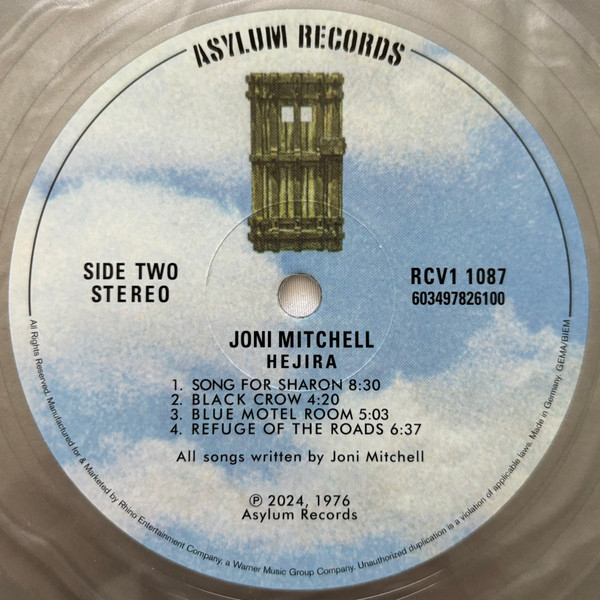 ASYLUM RECORDS
SIDE TWO
STEREO
RCV1 1087
603497826100
JONI MITCHELL
HEJIRA
1. SONG FOR SHARON 8:30
2. BLACK CROW 4:20
3. BLUE MOTEL ROOM 5:03
4. REFUGE OF THE ROADS 6:37
All songs written by Joni Mitchell
℗ 2024, 1976
Asylum Records
All Rights Reserved. Manufactured for & Marketed by Rhino Entertainment Company, a Warner Music Group Company. Unauthorized duplication is a violation of applicable laws. Made in Germany. GEMA/BIEM